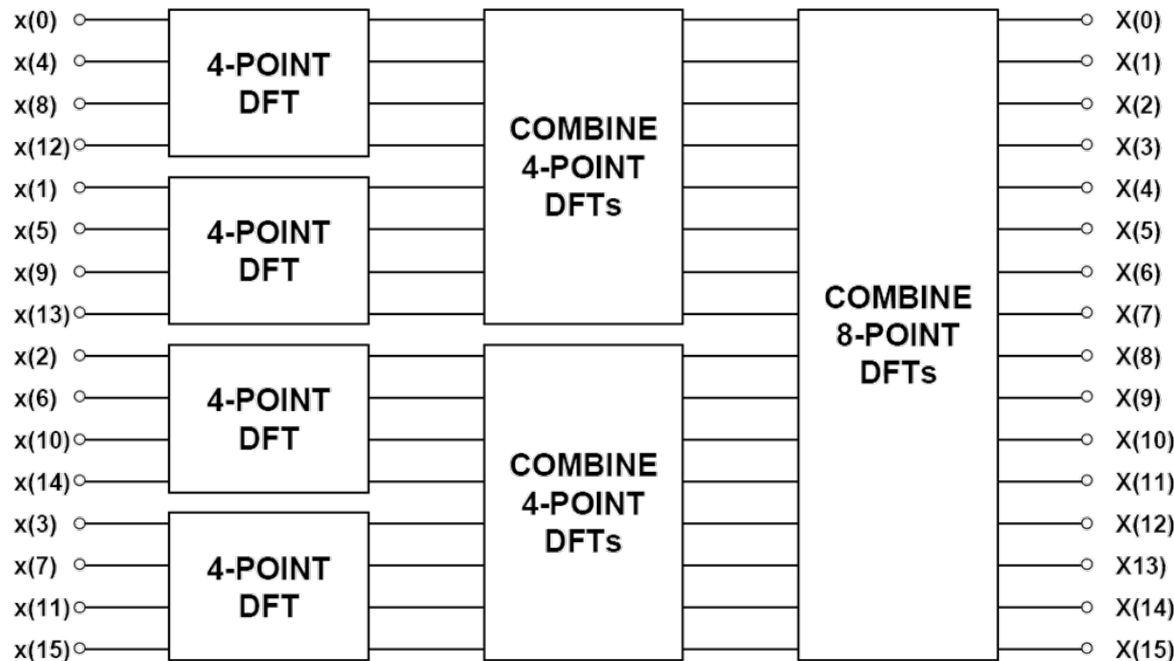 x(0)
x(4)
x(8)
x(12)
x(1)
x(5)
x(9)
x(13)
x(2)
x(6)
x(10)
x(14)
x(3)
x(7)
x(11)
x(15)
4-POINT
DFT
4-POINT
DFT
4-POINT
DFT
4-POINT
DFT
COMBINE
4-POINT
DFTs
COMBINE
4-POINT
DFTs
COMBINE
8-POINT
DFTs
X(0)
X(1)
X(2)
X(3)
X(4)
X(5)
X(6)
X(7)
X(8)
X(9)
X(10)
X(11)
X(12)
X13)
X(14)
X(15)